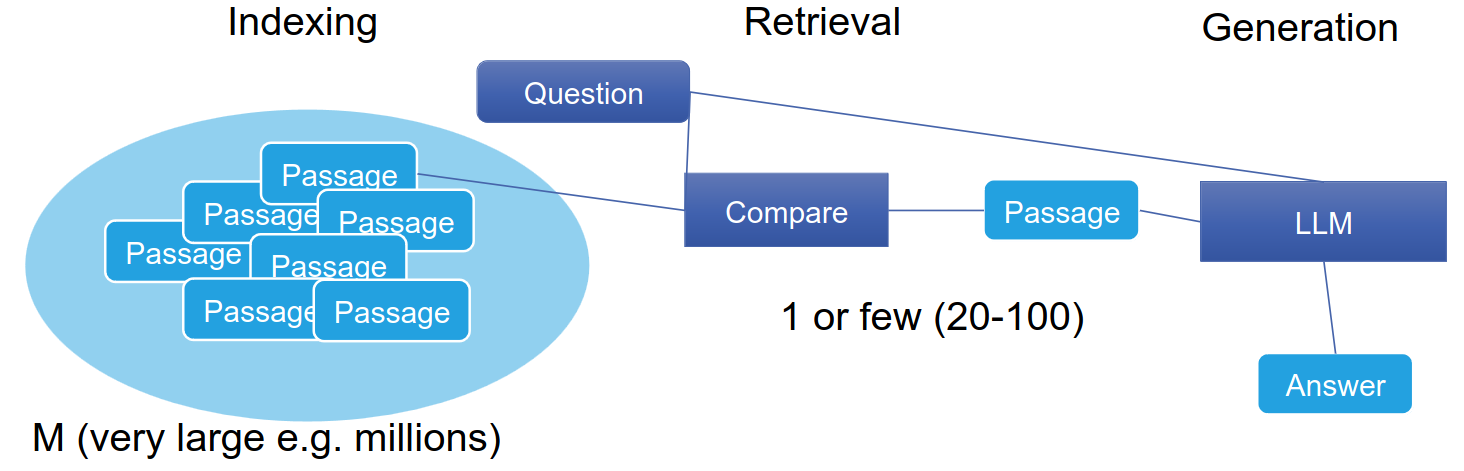 Indexing
Retrieval
Generation
Question
Passage
Passage
Passage
Passage
Passage
Passage
Passage
Compare
Passage
LLM
1 or few (20-100)
Answer
M (very large e.g. millions)